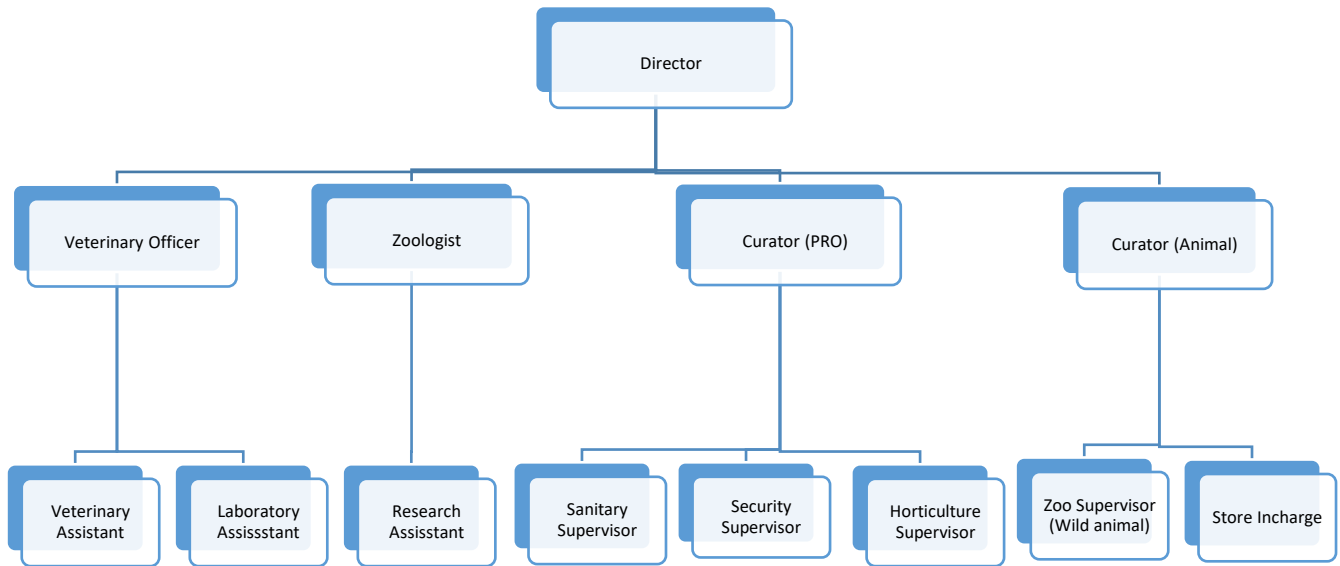 Director
Veterinary Officer
Zoologist
Curator (PRO)
Curator (Animal)
Veterinary
Assistant
Laboratory
Assissstant
Research
Assisstant
Sanitary
Supervisor
Security
Supervisor
Horticulture
Supervisor
Zoo Supervisor
(Wild animal)
Store Incharge